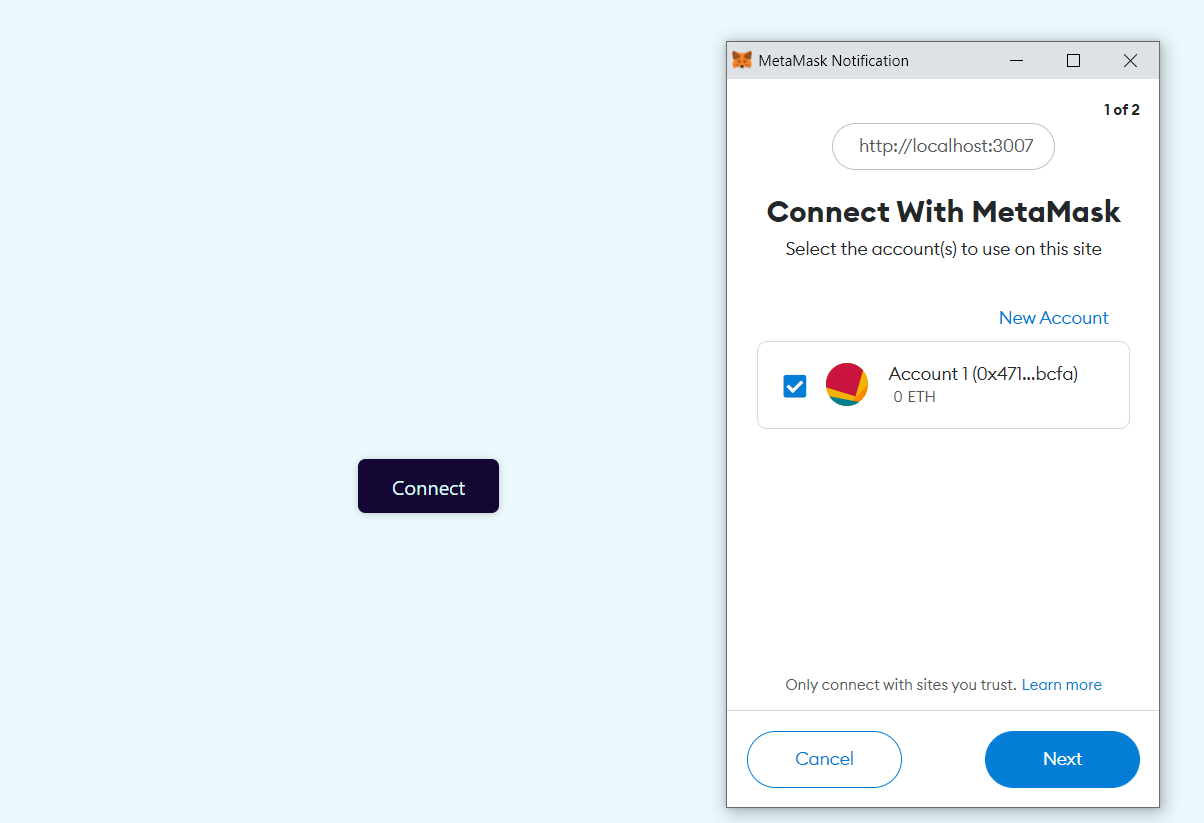 Connect
MetaMask Notification
1 of 2
http://localhost:3007
Connect With MetaMask
Select the account(s) to use on this site
New Account
Account 1 (0x471...bcfa)
0 ETH
Only connect with sites you trust. Learn more
Cancel
Next